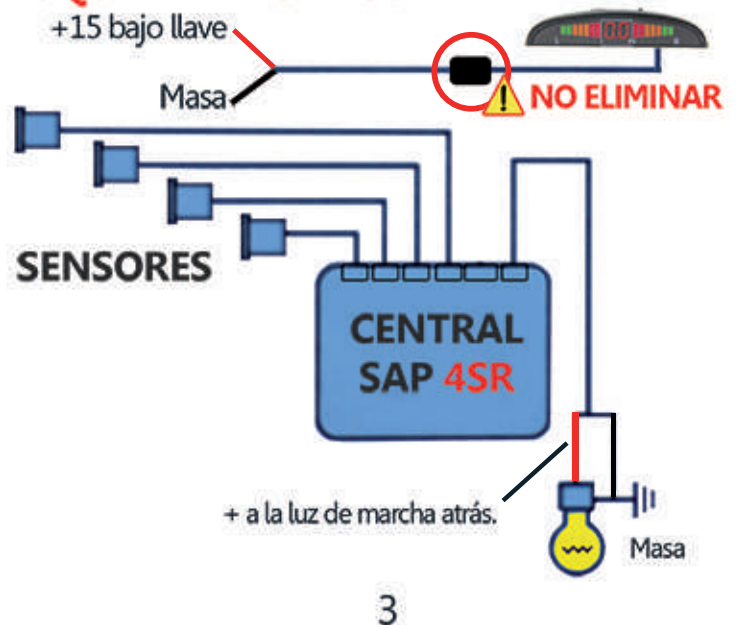 +15 bajo llave
Masa
NO ELIMINAR
SENSORES
CENTRAL
SAP 4SR
+ a la luz de marcha atrás.
Masa
3